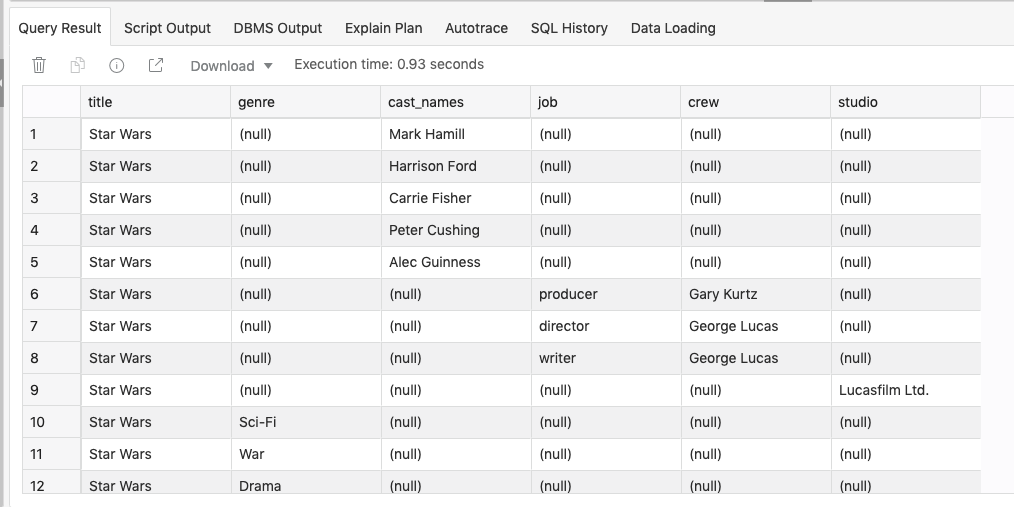 Query Result Script Output DBMS Output Explain Plan Autotrace SQL History Data Loading
Download Execution time: 0.93 seconds
title genre cast_names job crew studio
1 Star Wars (null) Mark Hamill (null) (null) (null)
2 Star Wars (null) Harrison Ford (null) (null) (null)
3 Star Wars (null) Carrie Fisher (null) (null) (null)
4 Star Wars (null) Peter Cushing (null) (null) (null)
5 Star Wars (null) Alec Guinness (null) (null) (null)
6 Star Wars (null) (null) producer Gary Kurtz (null)
7 Star Wars (null) (null) director George Lucas (null)
8 Star Wars (null) (null) writer George Lucas (null)
9 Star Wars (null) (null) (null) (null) Lucasfilm Ltd.
10 Star Wars Sci-Fi (null) (null) (null) (null)
11 Star Wars War (null) (null) (null) (null)
12 Star Wars Drama (null) (null) (null) (null)